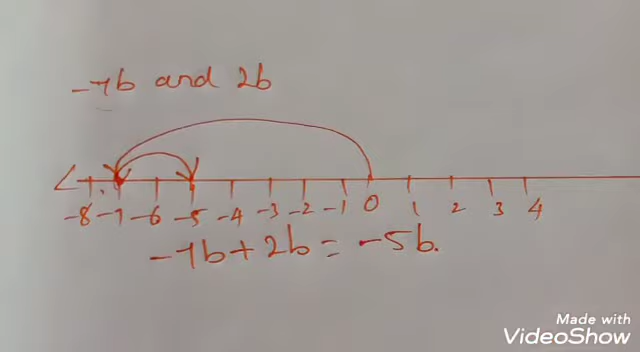 -7b and 2b
-8 -7 -6 -5 -4 -3 -2 -1 0 1 2 3 4
-7b + 2b = -5b.
Made with
VideoShow